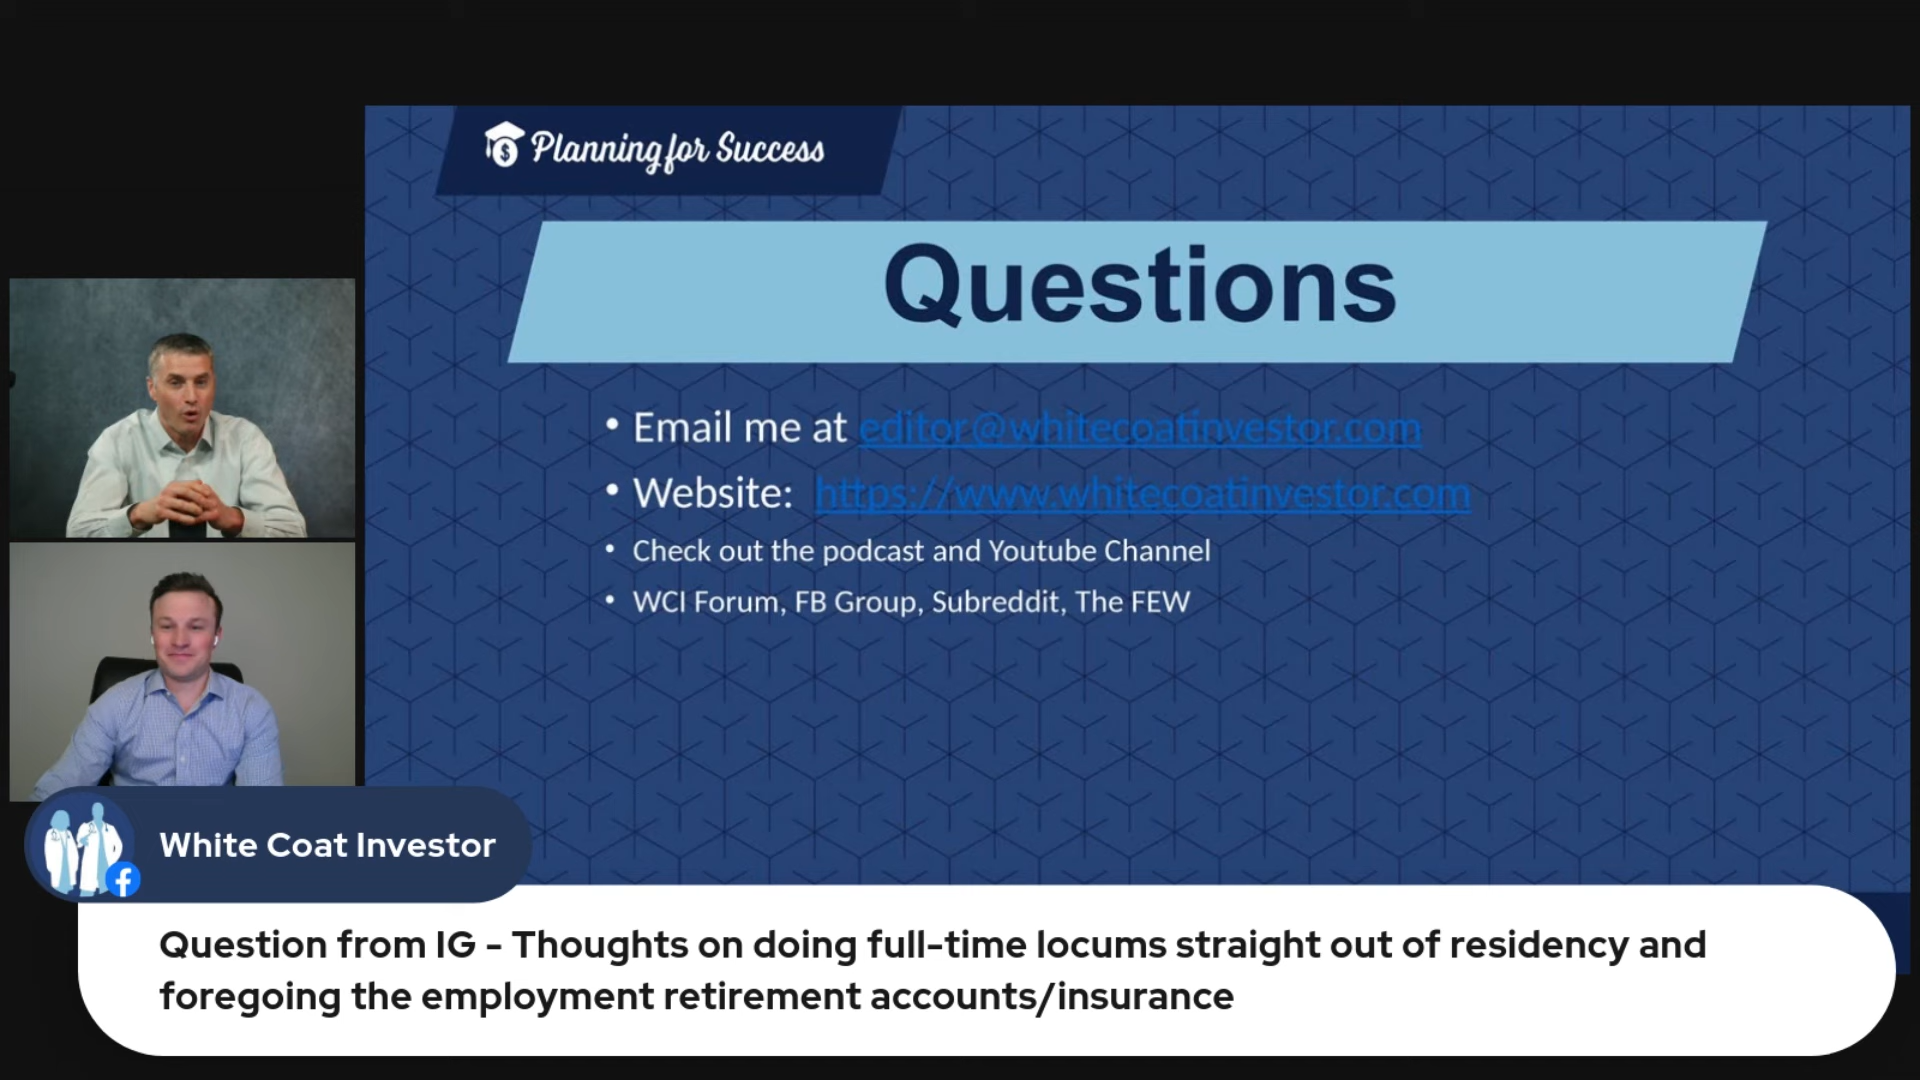 Planning for Success
Questions
• Email me at editor@whitecoatinvestor.com
• Website: https://www.whitecoatinvestor.com
• Check out the podcast and Youtube Channel
• WCI Forum, FB Group, Subreddit, The FEW
White Coat Investor
Question from IG - Thoughts on doing full-time locums straight out of residency and
foregoing the employment retirement accounts/insurance